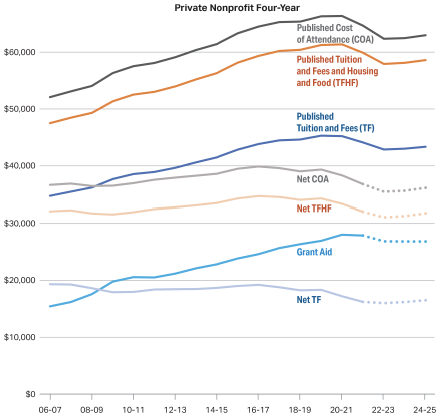 Private Nonprofit Four-Year
Published Cost
of Attendance (COA)
$60,000
Published Tuition
and Fees and Housing
and Food (TFHF)
$50,000
Published
Tuition and Fees (TF)
$40,000
Net COA
Net TFHF
$30,000
Grant Aid
$20,000
Net TF
$10,000
$0
06-07 08-09 10-11 12-13 14-15 16-17 18-19 20-21 22-23 24-25